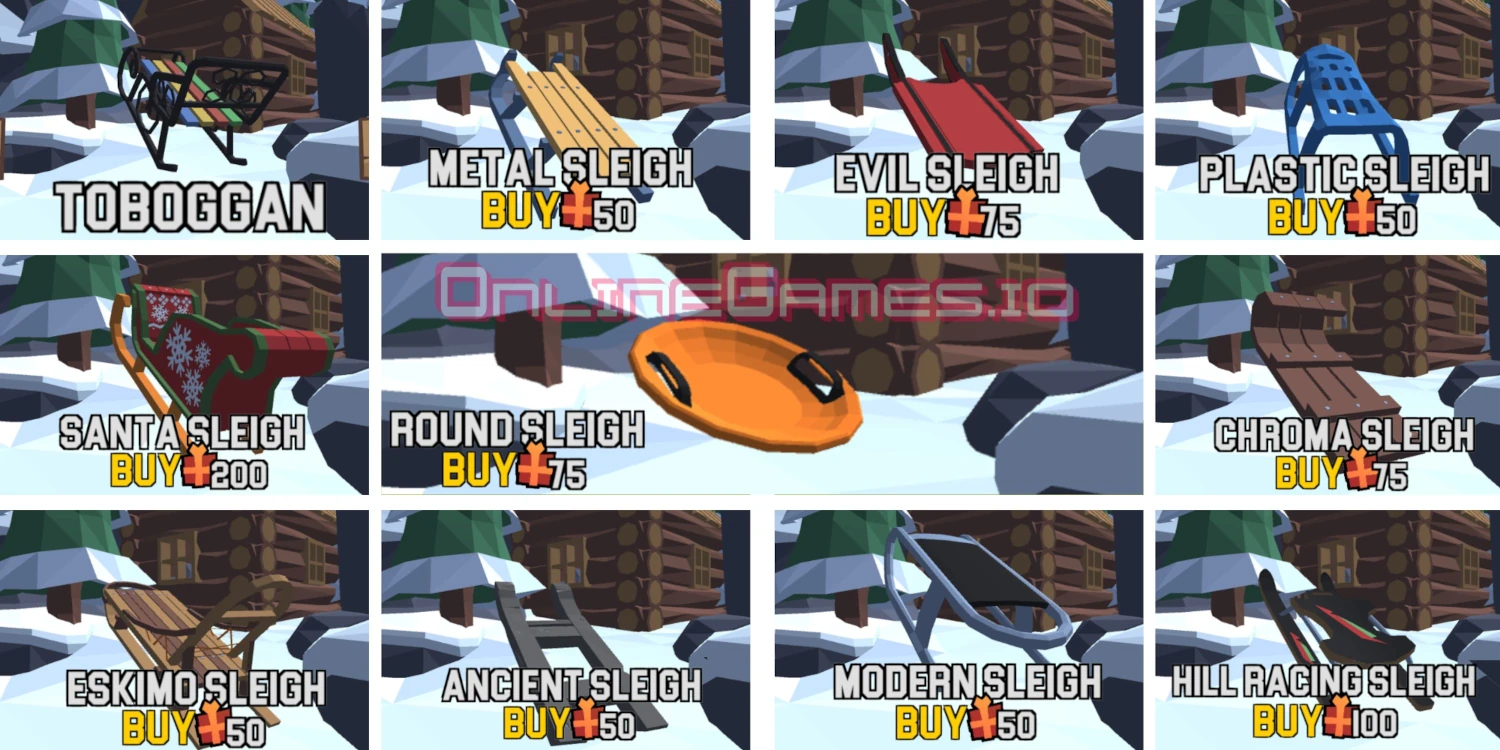 TOBOGGAN
METAL SLEIGH
BUY 50
EVIL SLEIGH
BUY 75
PLASTIC SLEIGH
BUY 50
SANTA SLEIGH
BUY 200
OnlineGames.io
ROUND SLEIGH
BUY 75
CHROMA SLEIGH
BUY 75
ESKIMO SLEIGH
BUY 50
ANCIENT SLEIGH
BUY 50
MODERN SLEIGH
BUY 50
HILL RACING SLEIGH
BUY 100